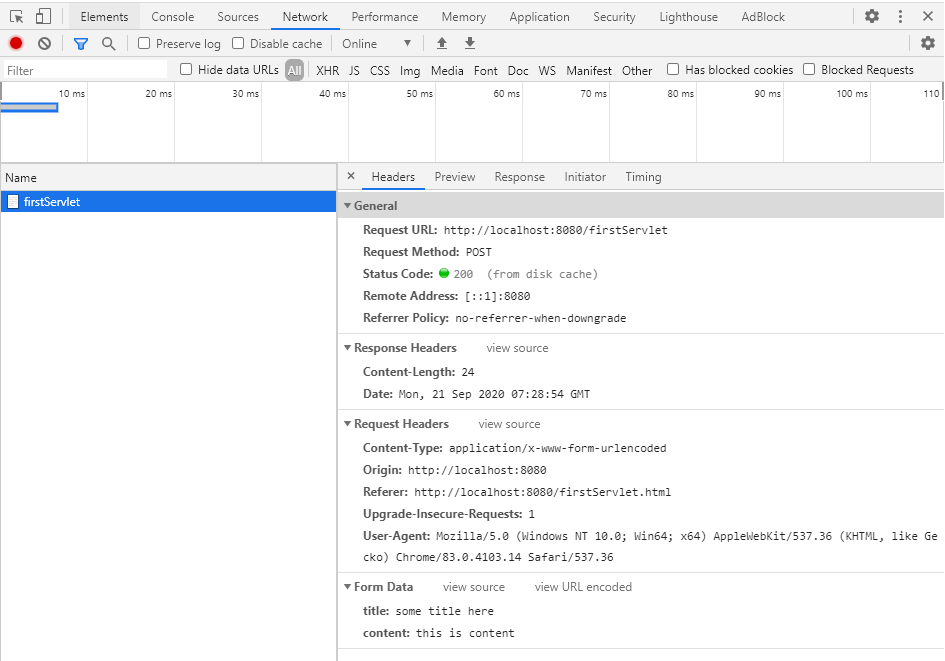 Elements Console Sources Network Performance Memory Application Security Lighthouse AdBlock
Preserve log Disable cache Online
Filter Hide data URLs All XHR JS CSS Img Media Font Doc WS Manifest Other Has blocked cookies Blocked Requests
10 ms 20 ms 30 ms 40 ms 50 ms 60 ms 70 ms 80 ms 90 ms 100 ms 110
Name
firstServlet
× Headers Preview Response Initiator Timing
General
Request URL: http://localhost:8080/firstServlet
Request Method: POST
Status Code: 200 (from disk cache)
Remote Address: [::1]:8080
Referrer Policy: no-referrer-when-downgrade
Response Headers view source
Content-Length: 24
Date: Mon, 21 Sep 2020 07:28:54 GMT
Request Headers view source
Content-Type: application/x-www-form-urlencoded
Origin: http://localhost:8080
Referer: http://localhost:8080/firstServlet.html
Upgrade-Insecure-Requests: 1
User-Agent: Mozilla/5.0 (Windows NT 10.0; Win64; x64) AppleWebKit/537.36 (KHTML, like Ge
cko) Chrome/83.0.4103.14 Safari/537.36
Form Data view source view URL encoded
title: some title here
content: this is content